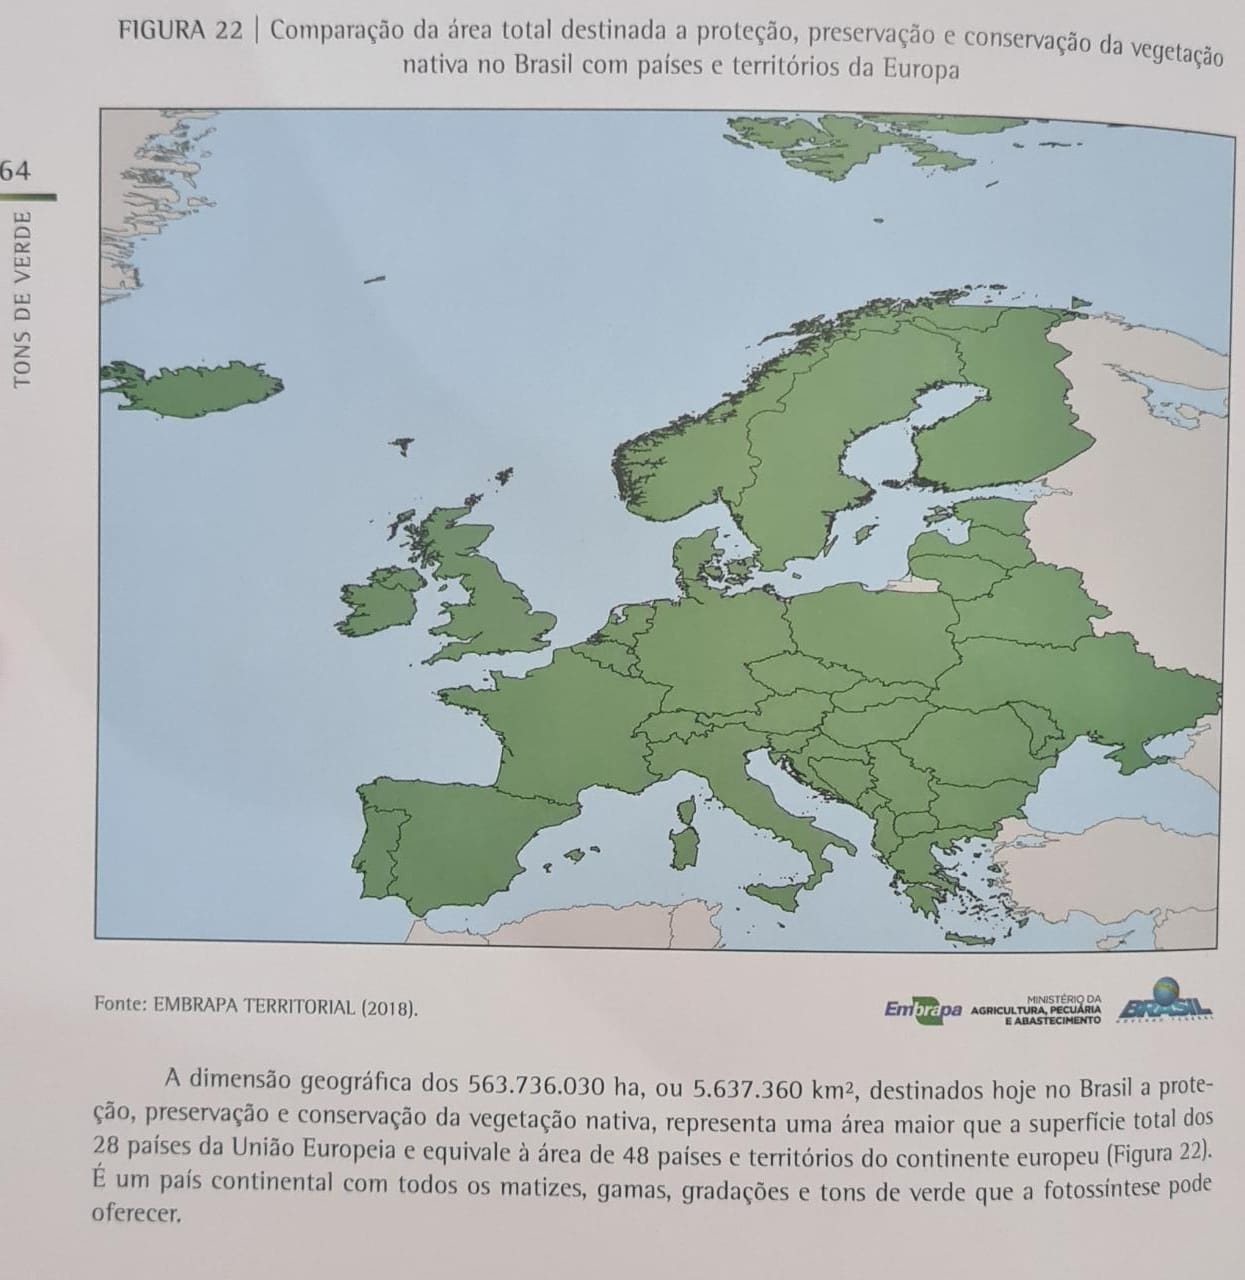 FIGURA 22 | Comparação da área total destinada a proteção, preservação e conservação da vegetação
nativa no Brasil com países e territórios da Europa
64
TONS DE VERDE
Fonte: EMBRAPA TERRITORIAL (2018).
Embrapa
MINISTÉRIO DA
AGRICULTURA, PECUÁRIA
E ABASTECIMENTO
BRASIL
GOVERNO FEDERAL
A dimensão geográfica dos 563.736.030 ha, ou 5.637.360 km², destinados hoje no Brasil a prote-
ção, preservação e conservação da vegetação nativa, representa uma área maior que a superfície total dos
28 países da União Europeia e equivale à área de 48 países e territórios do continente europeu (Figura 22).
É um país continental com todos os matizes, gamas, gradações e tons de verde que a fotossíntese pode
oferecer.